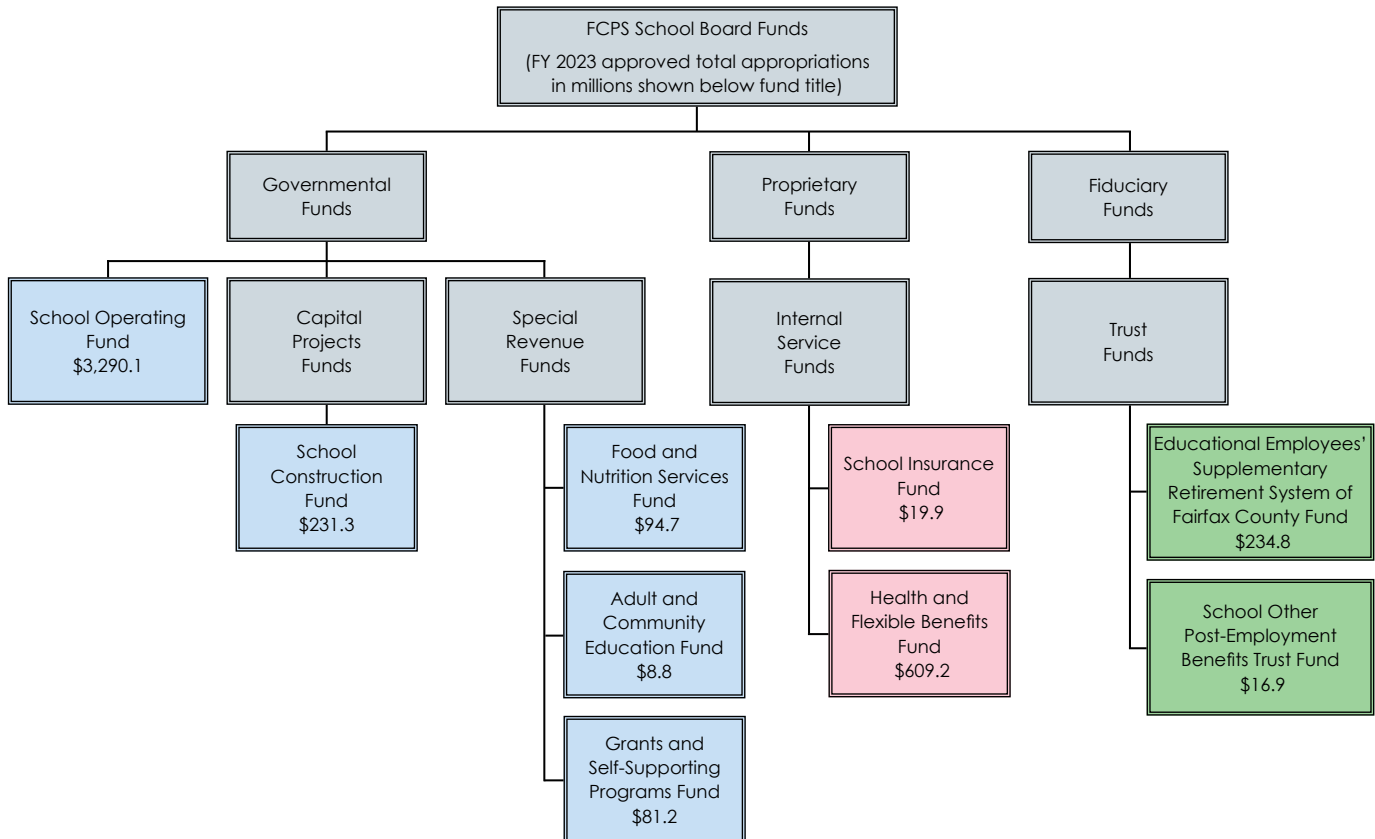 FCPS School Board Funds
(FY 2023 approved total appropriations
in millions shown below fund title)
Governmental
Funds
Proprietary
Funds
Fiduciary
Funds
School Operating
Fund
$3,290.1
Capital
Projects
Funds
Special
Revenue
Funds
Internal
Service
Funds
Trust
Funds
School
Construction
Fund
$231.3
Food and
Nutrition Services
Fund
$94.7
School Insurance
Fund
$19.9
Educational Employees’
Supplementary
Retirement System of
Fairfax County Fund
$234.8
Adult and
Community
Education Fund
$8.8
Health and
Flexible Benefits
Fund
$609.2
School Other
Post-Employment
Benefits Trust Fund
$16.9
Grants and
Self-Supporting
Programs Fund
$81.2